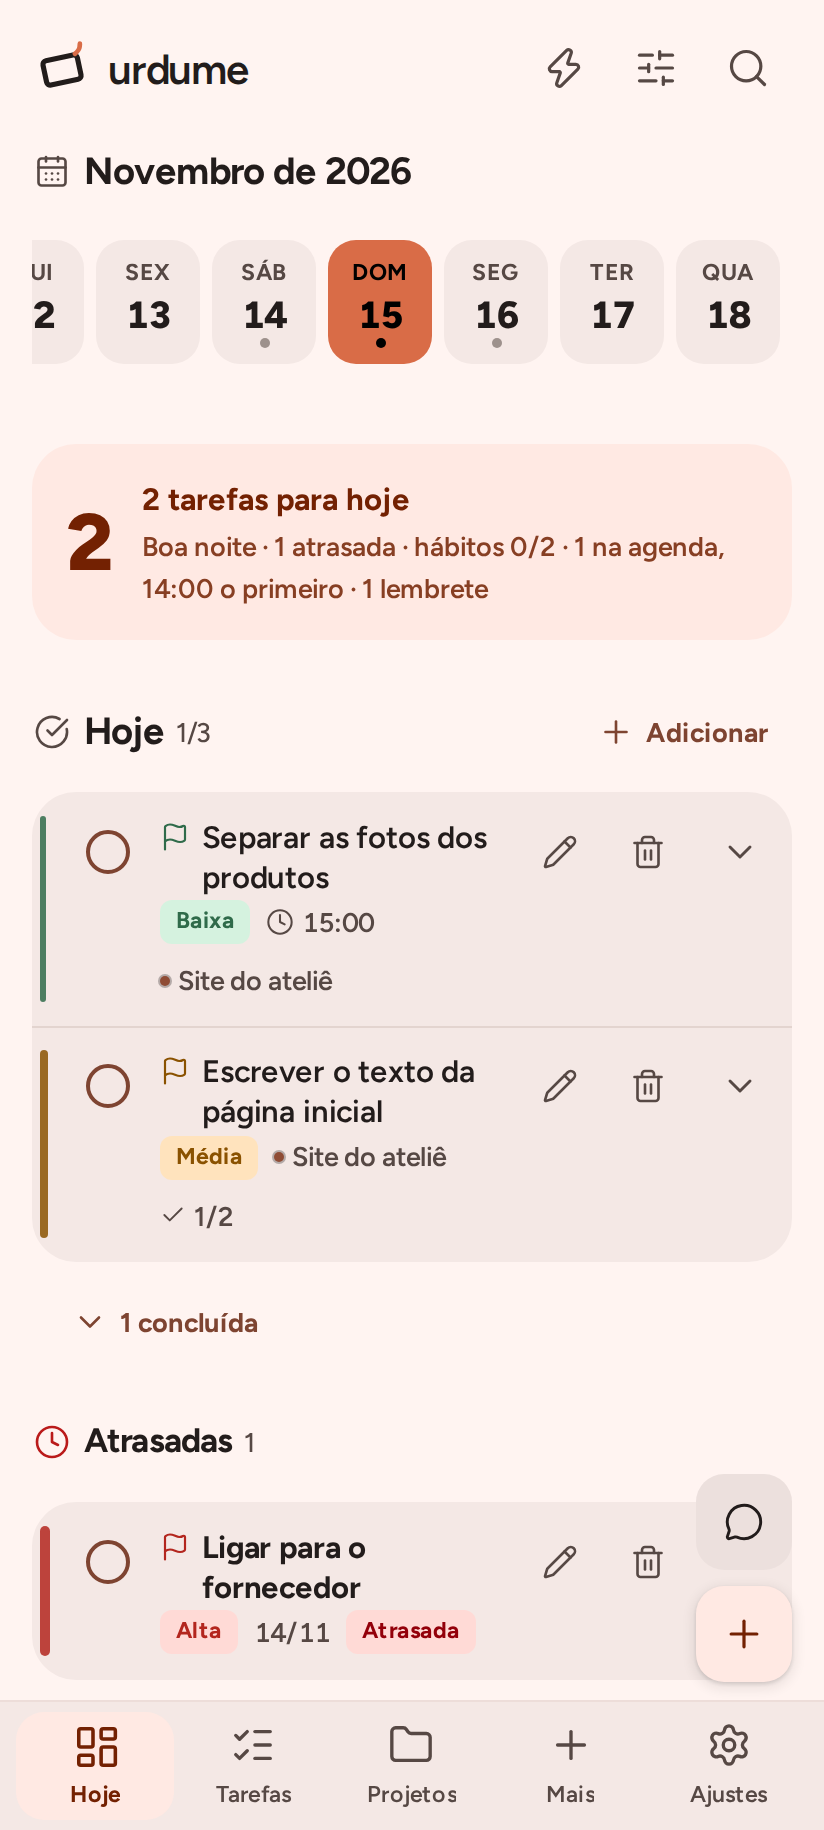 urdume
Novembro de 2026
UI SEX SÁB DOM SEG TER QUA
2 13 14 15 16 17 18
2
2 tarefas para hoje
Boa noite · 1 atrasada · hábitos 0/2 · 1 na agenda,
14:00 o primeiro · 1 lembrete
Hoje 1/3 Adicionar
Separar as fotos dos
produtos
Baixa 15:00
Site do ateliê
Escrever o texto da
página inicial
Média Site do ateliê
1/2
1 concluída
Atrasadas 1
Ligar para o
fornecedor
Alta 14/11 Atrasada
Hoje Tarefas Projetos Mais Ajustes